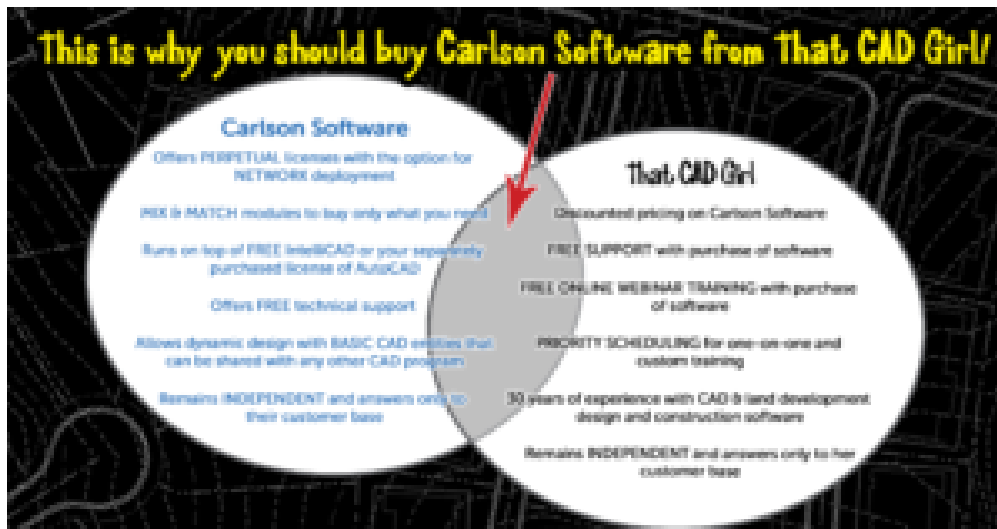 This is why you should buy Carlson Software from That CAD Girl!
Carlson Software
Offers PERPETUAL licenses with the option for
NETWORK deployment
MIX & MATCH modules to buy only what you need
Runs on top of FREE IntelliCAD or your separately
purchased license of AutoCAD
Offers FREE technical support
Allows dynamic design with BASIC CAD entities that
can be shared with any other CAD program
Remains INDEPENDENT and answers only to
their customer base
That CAD Girl
Discounted pricing on Carlson Software
FREE SUPPORT with purchase of software
FREE ONLINE WEBINAR TRAINING with purchase
of software
PRIORITY SCHEDULING for one-on-one and
custom training
30 years of experience with CAD & land development
design and construction software
Remains INDEPENDENT and answers only to her
customer base